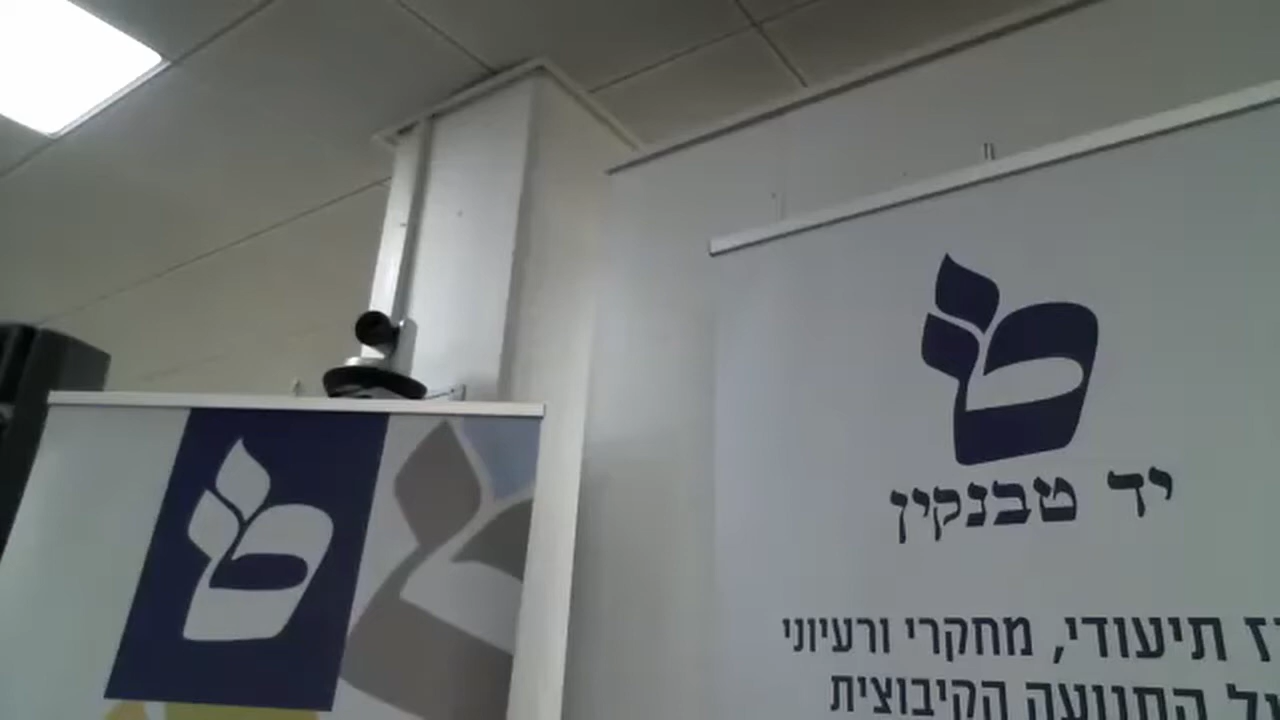 יד טבנקין
תיעודי, מחקרי ורעיוני
התנועה הקיבוצית